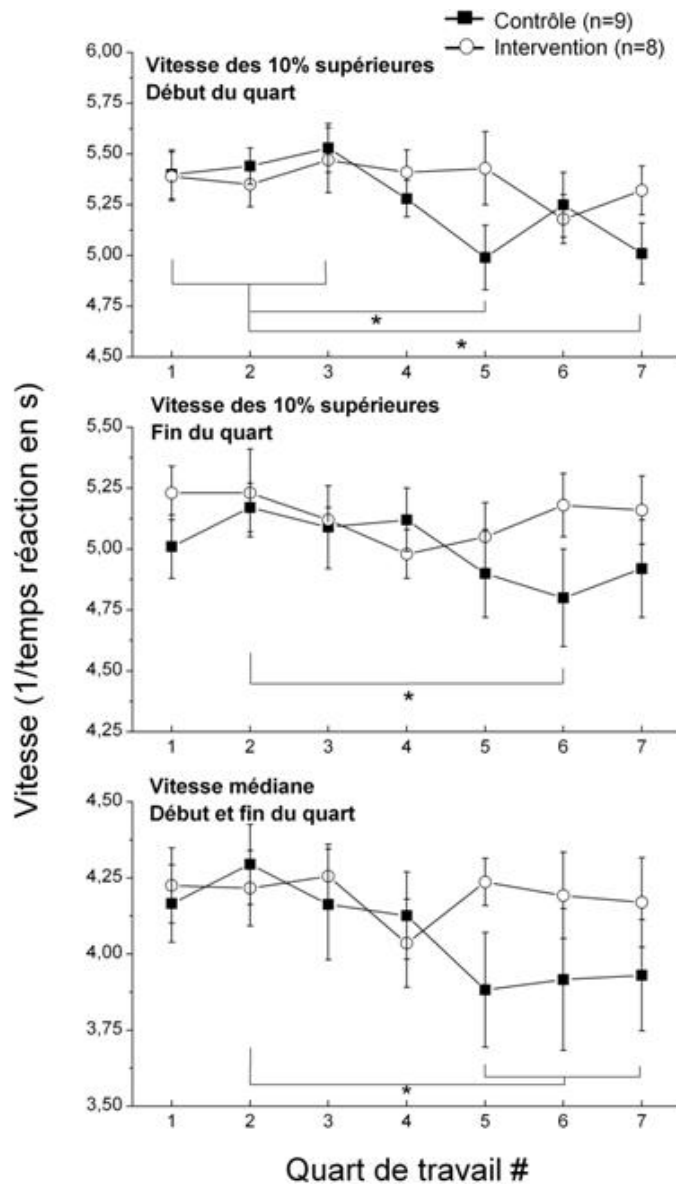 Contrôle (n=9)
Intervention (n=8)
Vitesse des 10% supérieures
Début du quart
6,00
5,75
5,50
5,25
5,00
4,75
4,50
*
*
1 2 3 4 5 6 7
Vitesse des 10% supérieures
Fin du quart
5,50
5,25
5,00
4,75
4,50
4,25
*
1 2 3 4 5 6 7
Vitesse médiane
Début et fin du quart
4,50
4,25
4,00
3,75
3,50
*
1 2 3 4 5 6 7
Vitesse (1/temps réaction en s)
Quart de travail #